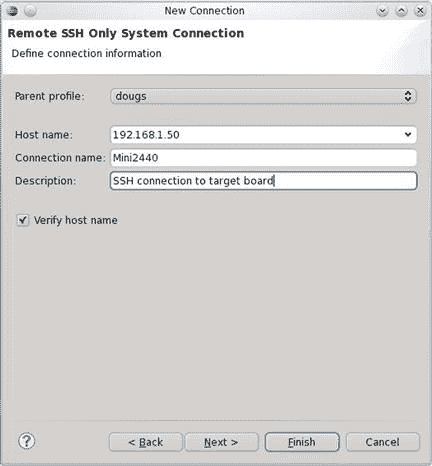 New Connection
Remote SSH Only System Connection
Define connection information
Parent profile: dougs
Host name: 192.168.1.50
Connection name: Mini2440
Description: SSH connection to target board
Verify host name
? < Back Next > Finish Cancel